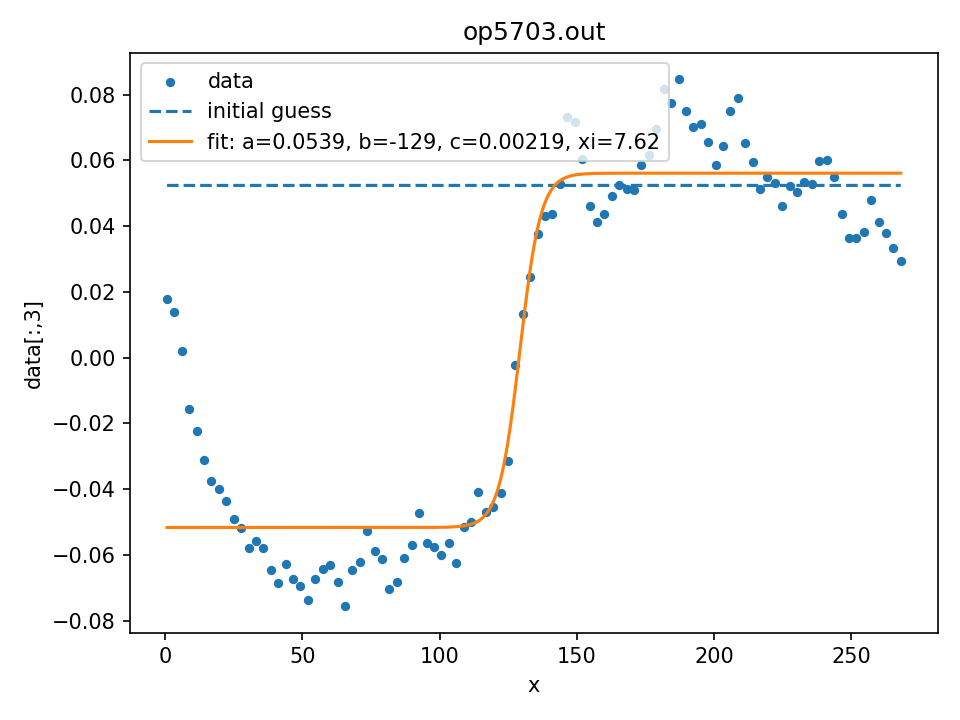 op5703.out
data
initial guess
fit: a=0.0539, b=-129, c=0.00219, xi=7.62
data[:,3]
0.08
0.06
0.04
0.02
0.00
−0.02
−0.04
−0.06
−0.08
0 50 100 150 200 250
x